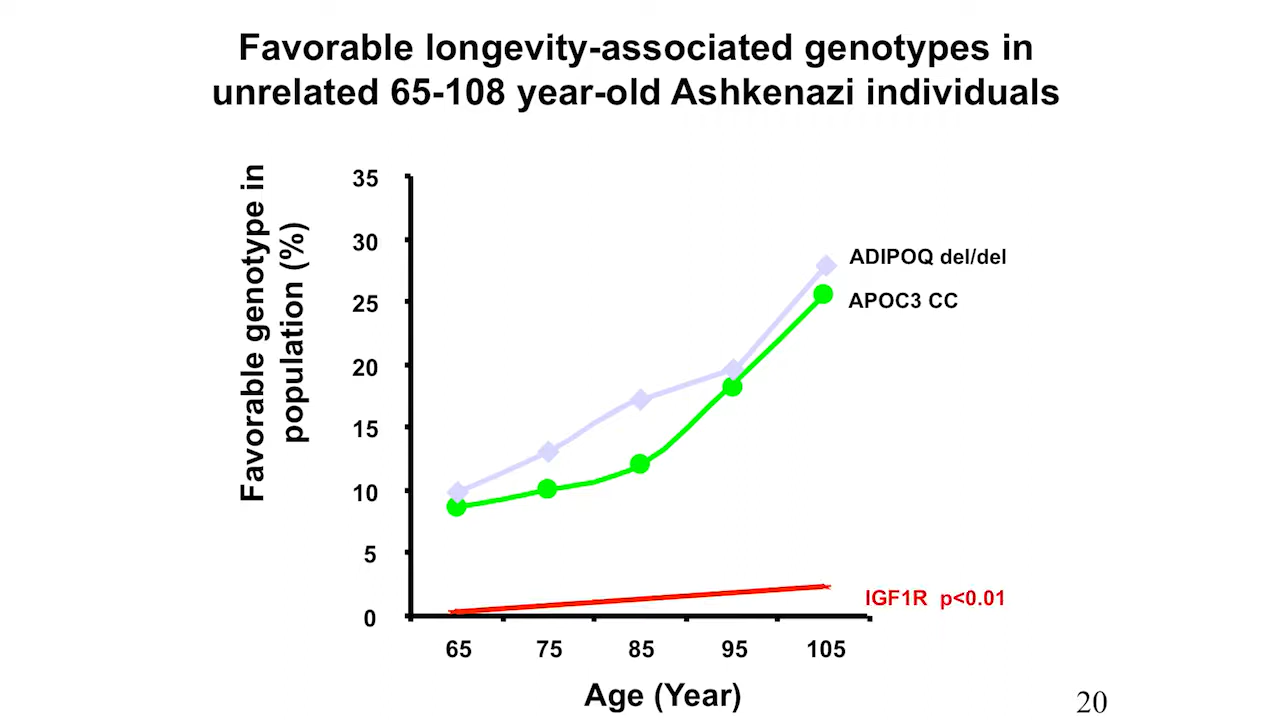 Favorable longevity-associated genotypes in
unrelated 65-108 year-old Ashkenazi individuals
Favorable genotype in
population (%)
35
30
25
20
15
10
5
0
ADIPOQ del/del
APOC3 CC
IGF1R p<0.01
65 75 85 95 105
Age (Year)
20